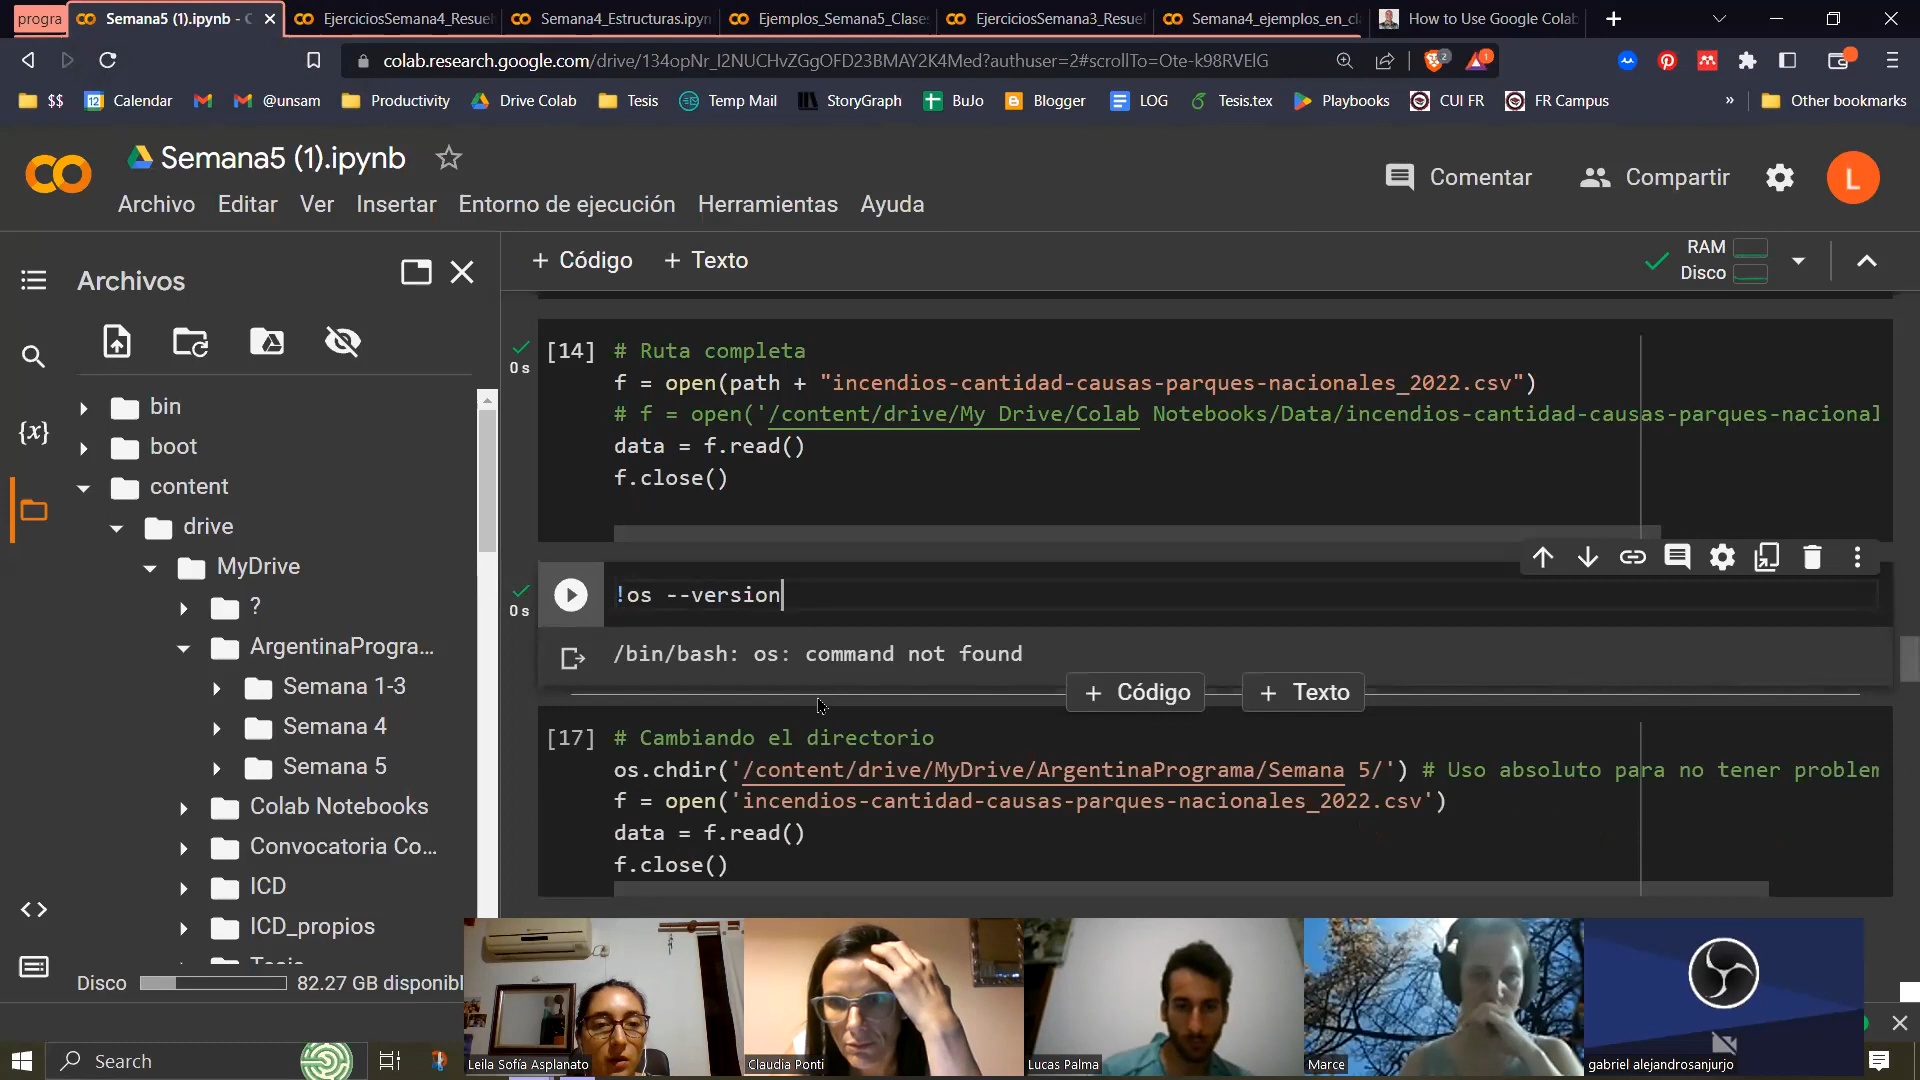 progra
Semana5 (1).ipynb - C
EjerciciosSemana4_Resuel
Semana4_Estructuras.ipyn
Ejemplos_Semana5_Clases
EjerciciosSemana3_Resue
Semana4_ejemplos_en_cl
How to Use Google Colab
colab.research.google.com/drive/134opNr_I2NUCHvZGgOFD23BMAY2K4Med?authuser=2#scrollTo=Ote-k98RVElG
2
1
$$
12
Calendar
@unsam
Productivity
Drive Colab
Tesis
Temp Mail
StoryGraph
BuJo
Blogger
LOG
Tesis.tex
Playbooks
CUI FR
FR Campus
»
Other bookmarks
Semana5 (1).ipynb
Comentar
Compartir
L
Archivo Editar Ver Insertar Entorno de ejecución Herramientas Ayuda
+ Código + Texto
RAM
Disco
Archivos
{x}
bin
boot
content
drive
MyDrive
?
ArgentinaProgra...
Semana 1-3
Semana 4
Semana 5
Colab Notebooks
Convocatoria Co...
ICD
ICD_propios
Disco 82.27 GB disponibl
0 s
[14] # Ruta completa
f = open(path + "incendios-cantidad-causas-parques-nacionales_2022.csv")
# f = open('/content/drive/My Drive/Colab Notebooks/Data/incendios-cantidad-causas-parques-nacional
data = f.read()
f.close()
0 s
!os --version
/bin/bash: os: command not found
+ Código + Texto
[17] # Cambiando el directorio
os.chdir('/content/drive/MyDrive/ArgentinaPrograma/Semana 5/') # Uso absoluto para no tener problem
f = open('incendios-cantidad-causas-parques-nacionales_2022.csv')
data = f.read()
f.close()
Leila Sofía Asplanato
Claudia Ponti
Lucas Palma
Marce
gabriel alejandrosanjurjo
Search